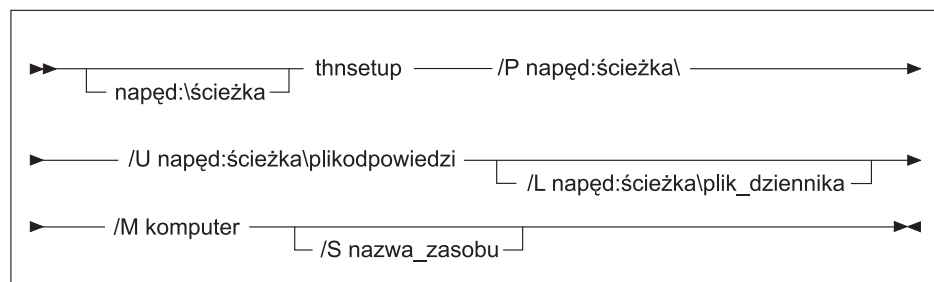 thnsetup /P napęd:ścieżka\
napęd:\ścieżka
/U napęd:ścieżka\plikodpowiedzi
/L napęd:ścieżka\plik_dziennika
/M komputer
/S nazwa_zasobu